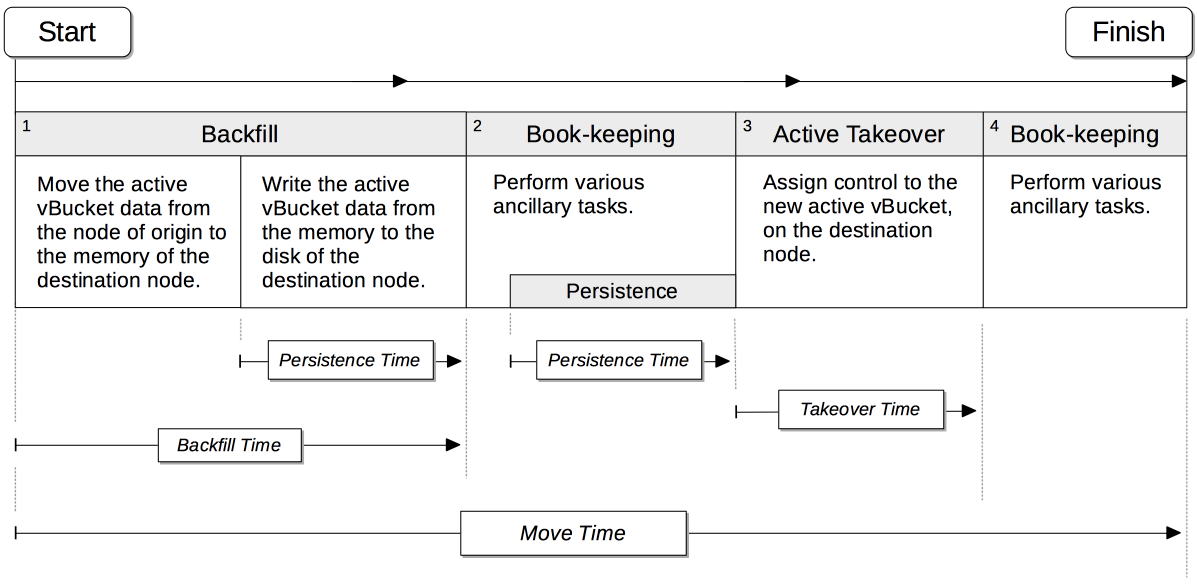 Start
Finish
1
Backfill
2
Book-keeping
3
Active Takeover
4
Book-keeping
Move the active
vBucket data from
the node of origin to
the memory of the
destination node.
Write the active
vBucket data from
the memory to the
disk of the
destination node.
Perform various
ancillary tasks.
Persistence
Assign control to the
new active vBucket,
on the destination
node.
Perform various
ancillary tasks.
Persistence Time
Persistence Time
Takeover Time
Backfill Time
Move Time